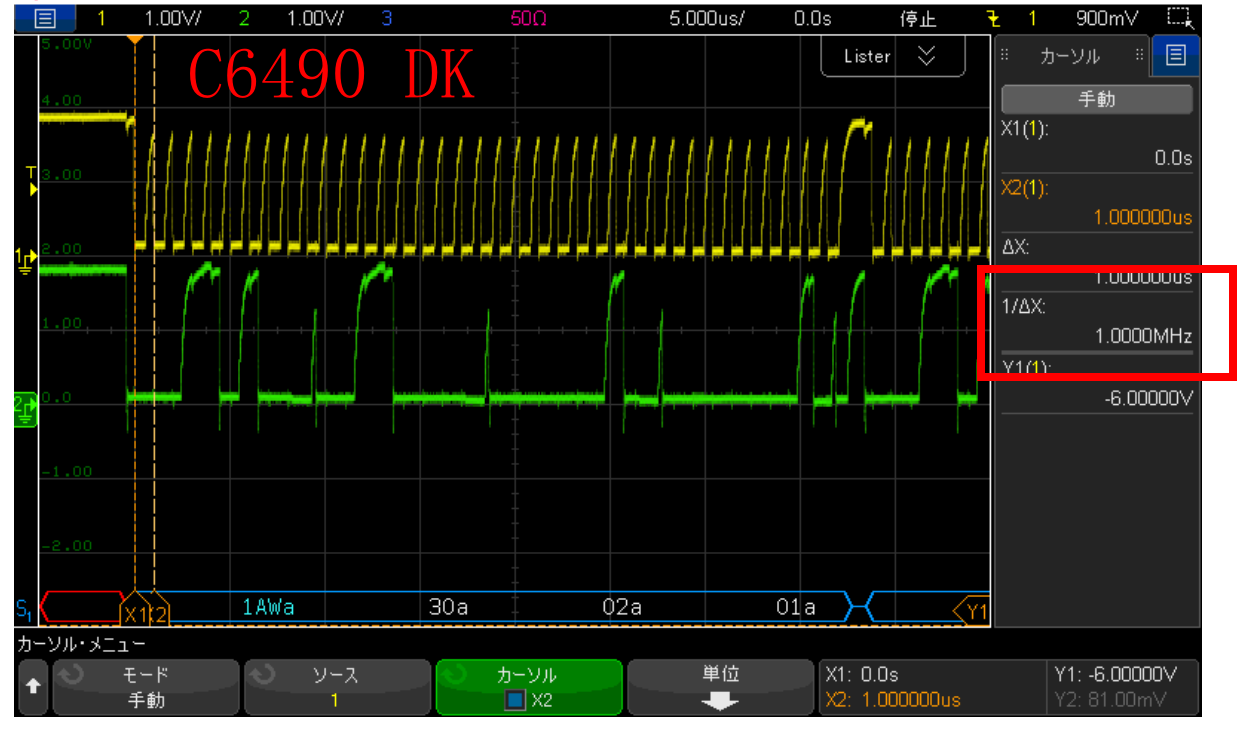 1 1.00V/ 2 1.00V/ 3 50Ω 5.000us/ 0.0s 停止 1 900mV
C6490 DK
Lister
カーソル
手動
X1(1):
0.0s
X2(1):
1.000000us
ΔX:
1.000000us
1/ΔX:
1.0000MHz
Y1(1):
-6.00000V
5.00V
4.00
3.00
2.00
1.00
0.0
-1.00
-2.00
T
1
2
S1 X1 X2 1AWa 30a 02a 01a Y1
カーソル・メニュー
モード
手動
ソース
1
カーソル
X2
単位
X1: 0.0s
X2: 1.000000us
Y1: -6.00000V
Y2: 81.00mV